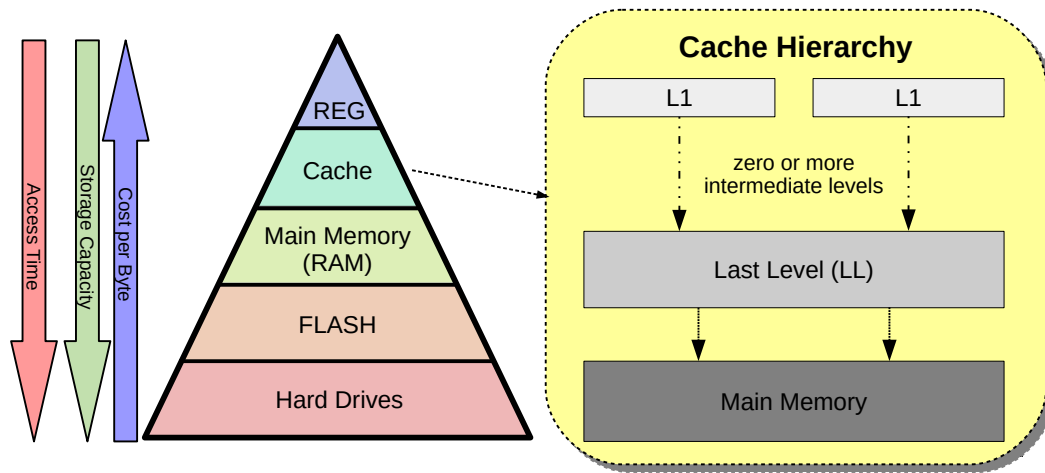 Access Time
Storage Capacity
Cost per Byte
REG
Cache
Main Memory
(RAM)
FLASH
Hard Drives
Cache Hierarchy
L1
L1
zero or more
intermediate levels
Last Level (LL)
Main Memory